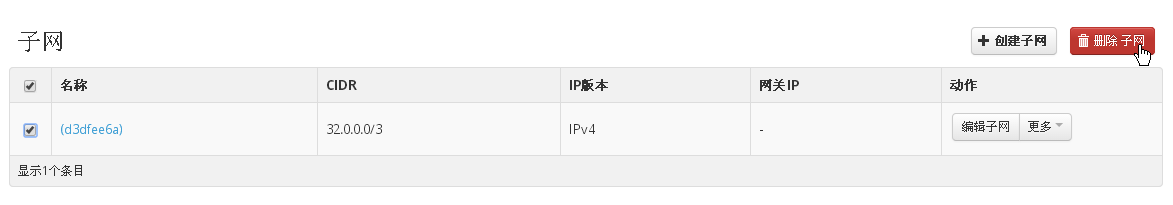 子网
创建子网 删除 子网
名称 CIDR IP版本 网关IP 动作
(d3dfee6a) 32.0.0.0/3 IPv4 - 编辑子网 更多
显示1个条目